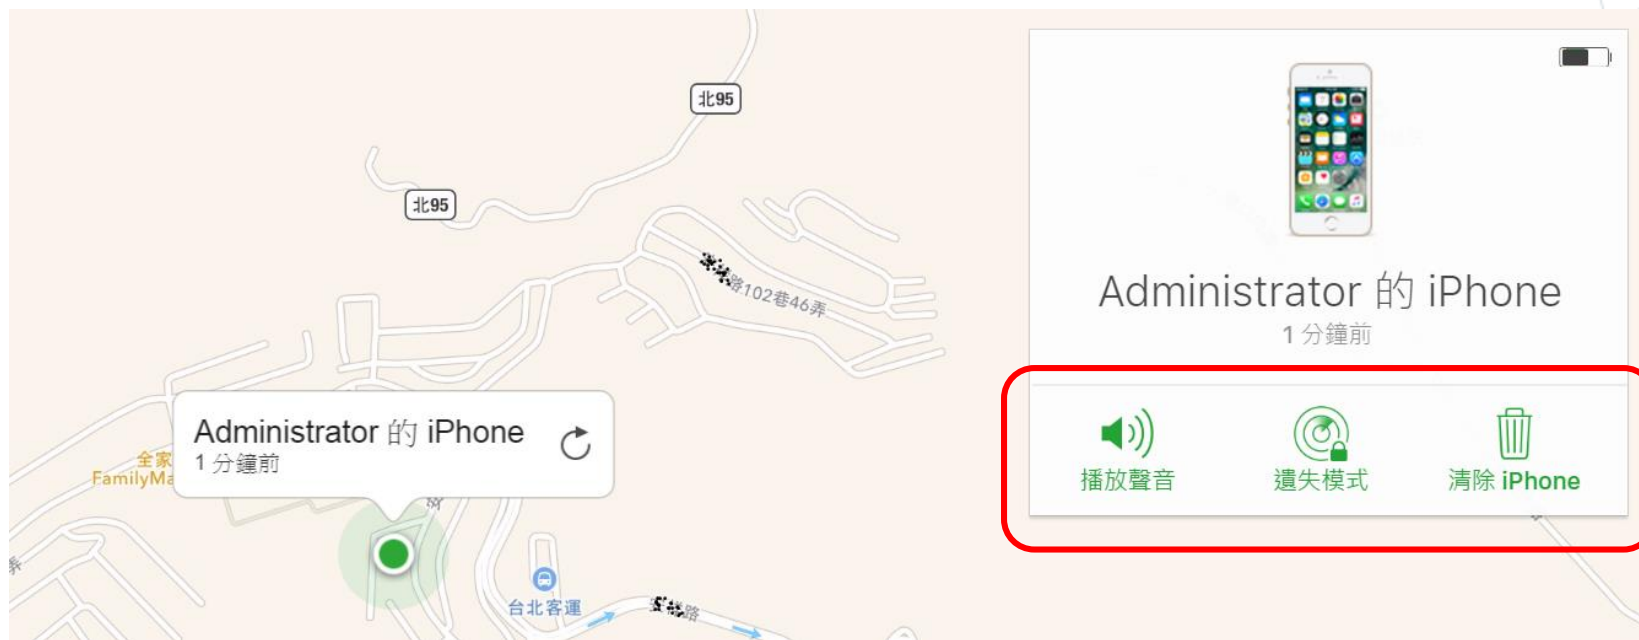 北95
北95
路102巷46弄
Administrator 的 iPhone
1 分鐘前
全家
FamilyMa
台北客運
路
弄
Administrator 的 iPhone
1 分鐘前
播放聲音
遺失模式
清除 iPhone